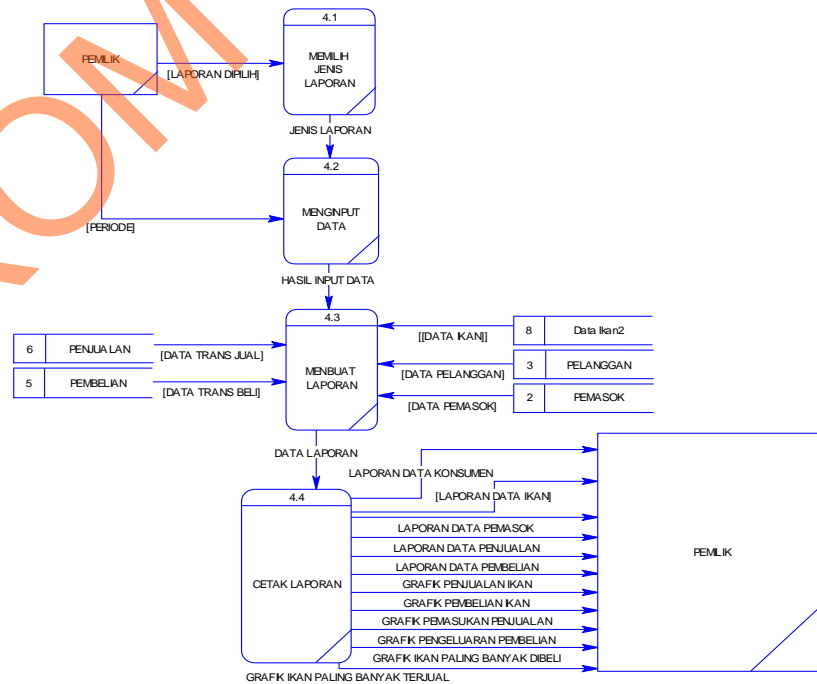 4.1
PEMILIK
MEMILIH
JENIS
LAPORAN
[LAPORAN DIPILIH]
JENIS LAPORAN
4.2
MENGINPUT
DATA
[PERIODE]
HASIL INPUT DATA
4.3
MENBUAT
LAPORAN
6 PENJUALAN
[DATA TRANS JUAL]
5 PEMBELIAN
[DATA TRANS BELI]
8 Data Ikan2
[[DATA IKAN]]
3 PELANGGAN
[DATA PELANGGAN]
2 PEMASOK
[DATA PEMASOK]
DATA LAPORAN
4.4
CETAK LAPORAN
LAPORAN DATA KONSUMEN
[LAPORAN DATA IKAN]
LAPORAN DATA PEMASOK
LAPORAN DATA PENJUALAN
LAPORAN DATA PEMBELIAN
GRAFIK PENJUALAN IKAN
GRAFIK PEMBELIAN IKAN
GRAFIK PEMASUKAN PENJUALAN
GRAFIK PENGELUARAN PEMBELIAN
GRAFIK IKAN PALING BANYAK DIBELI
GRAFIK IKAN PALING BANYAK TERJUAL
PEMILIK
OM